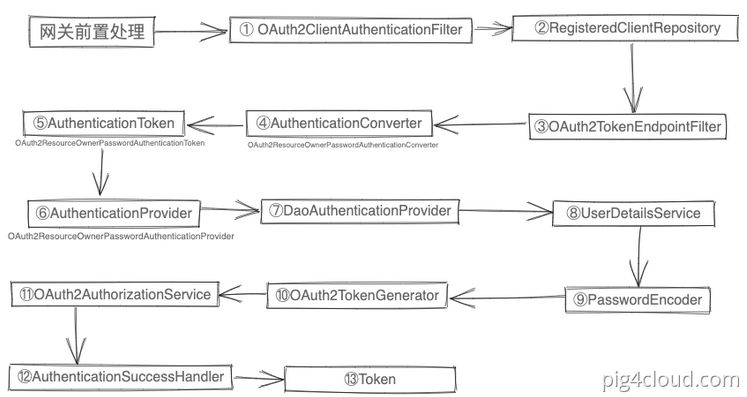 网关前置处理
① OAuth2ClientAuthenticationFilter
②RegisteredClientRepository
③OAuth2TokenEndpointFilter
④AuthenticationConverter
OAuth2ResourceOwnerPasswordAuthenticationConverter
⑤AuthenticationToken
OAuth2ResourceOwnerPasswordAuthenticationToken
⑥AuthenticationProvider
OAuth2ResourceOwnerPasswordAuthenticationProvider
⑦DaoAuthenticationProvider
⑧UserDetailsService
⑨PasswordEncoder
⑩OAuth2TokenGenerator
⑪OAuth2AuthorizationService
⑫AuthenticationSuccessHandler
⑬Token
pig4cloud.com